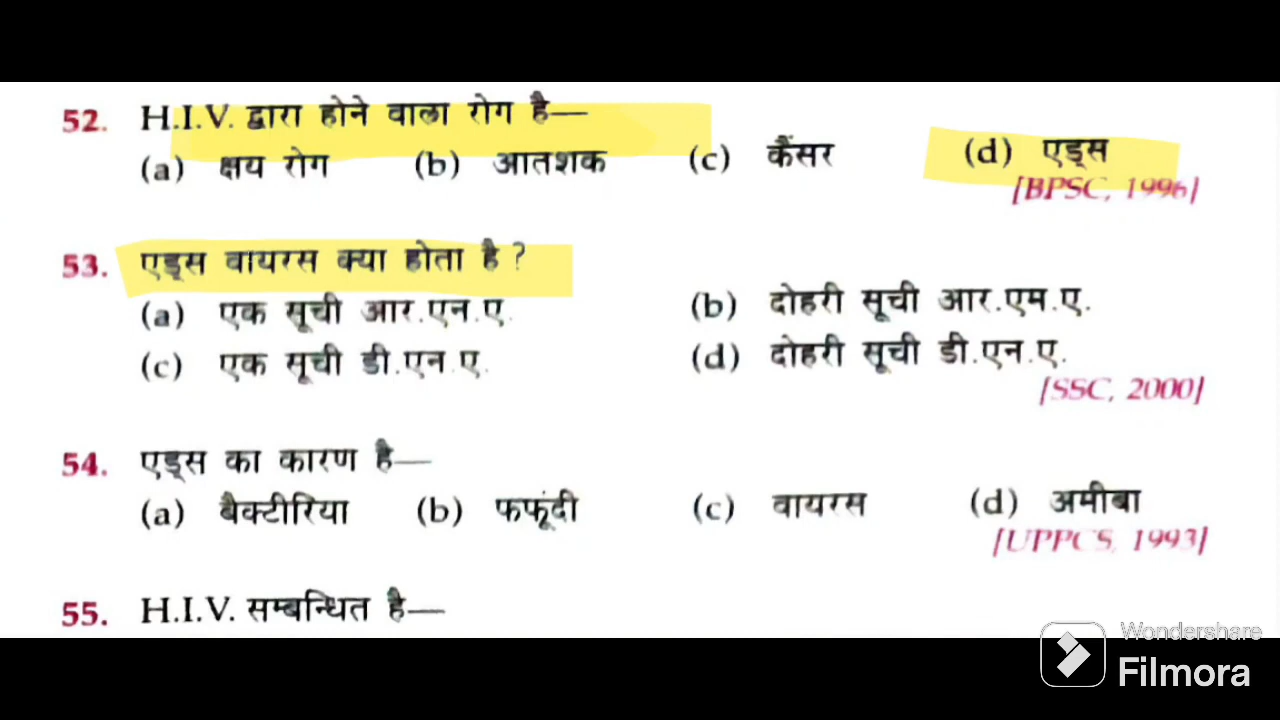 52. H.I.V. द्वारा होने वाला रोग है—
(a) क्षय रोग (b) आतशक (c) कैंसर (d) एड्स
[BPSC, 1996]
53. एड्स वायरस क्या होता है?
(a) एक सूची आर.एन.ए. (b) दोहरी सूची आर.एम.ए.
(c) एक सूची डी.एन.ए. (d) दोहरी सूची डी.एन.ए.
[SSC, 2000]
54. एड्स का कारण है—
(a) बैक्टीरिया (b) फफूंदी (c) वायरस (d) अमीबा
[UPPCS, 1993]
55. H.I.V. सम्बन्धित है—
Wondershare
Filmora